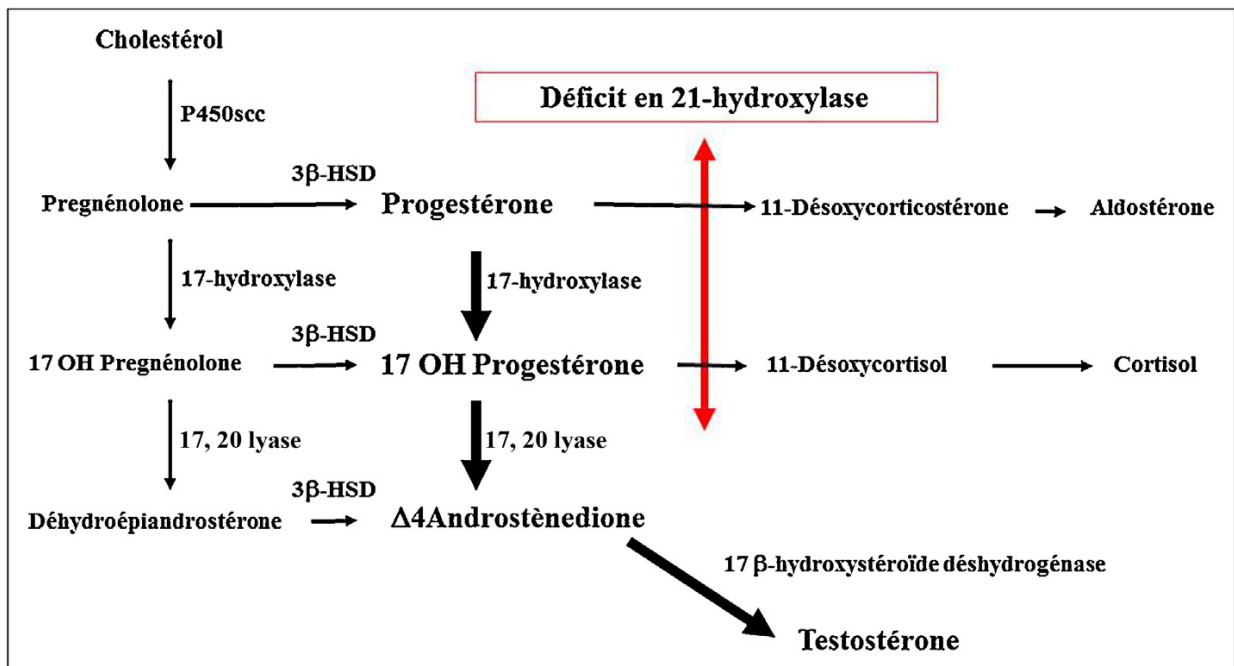 Cholestérol
P450scc
Déficit en 21-hydroxylase
3β-HSD
Pregnénolone
Progestérone
11-Désoxycorticostérone
Aldostérone
17-hydroxylase
17-hydroxylase
3β-HSD
17 OH Pregnénolone
17 OH Progestérone
11-Désoxycortisol
Cortisol
17, 20 lyase
17, 20 lyase
3β-HSD
Déhydroépiandrostérone
Δ4Androstènedione
17 β-hydroxystéroïde déshydrogénase
Testostérone